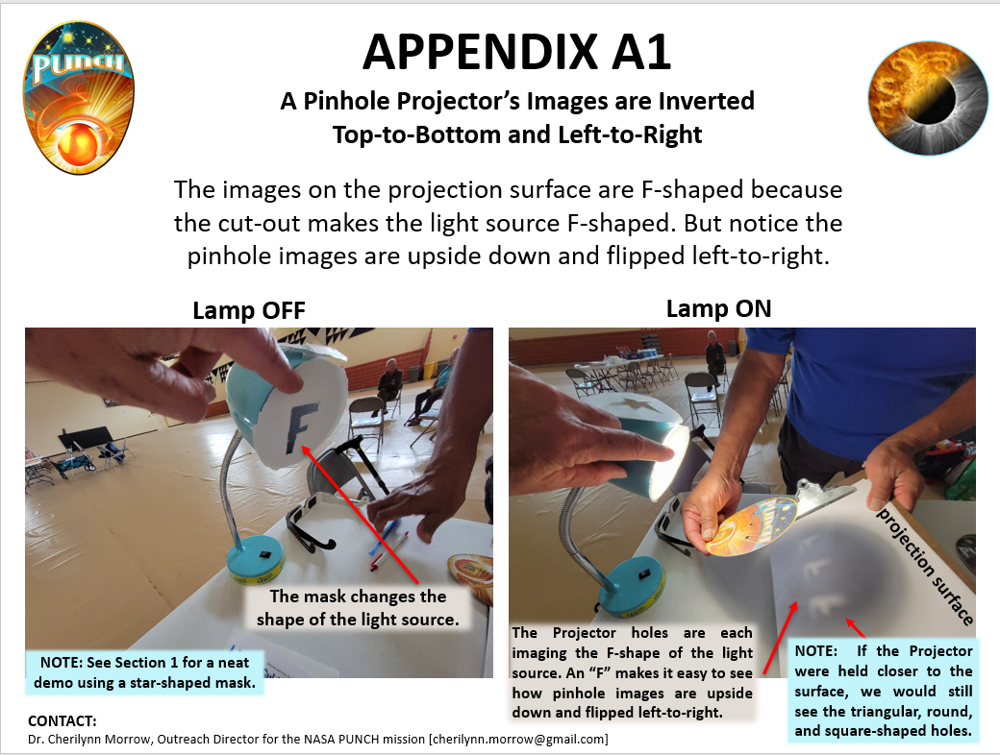 PUNCH
APPENDIX A1
A Pinhole Projector's Images are Inverted
Top-to-Bottom and Left-to-Right
The images on the projection surface are F-shaped because
the cut-out makes the light source F-shaped. But notice the
pinhole images are upside down and flipped left-to-right.
Lamp OFF
Lamp ON
F
The mask changes the
shape of the light source.
NOTE: See Section 1 for a neat
demo using a star-shaped mask.
projection surface
The Projector holes are each
imaging the F-shape of the light
source. An “F” makes it easy to see
how pinhole images are upside
down and flipped left-to-right.
NOTE: If the Projector
were held closer to the
surface, we would still
see the triangular, round,
and square-shaped holes.
CONTACT:
Dr. Cherilynn Morrow, Outreach Director for the NASA PUNCH mission [cherilynn.morrow@gmail.com]